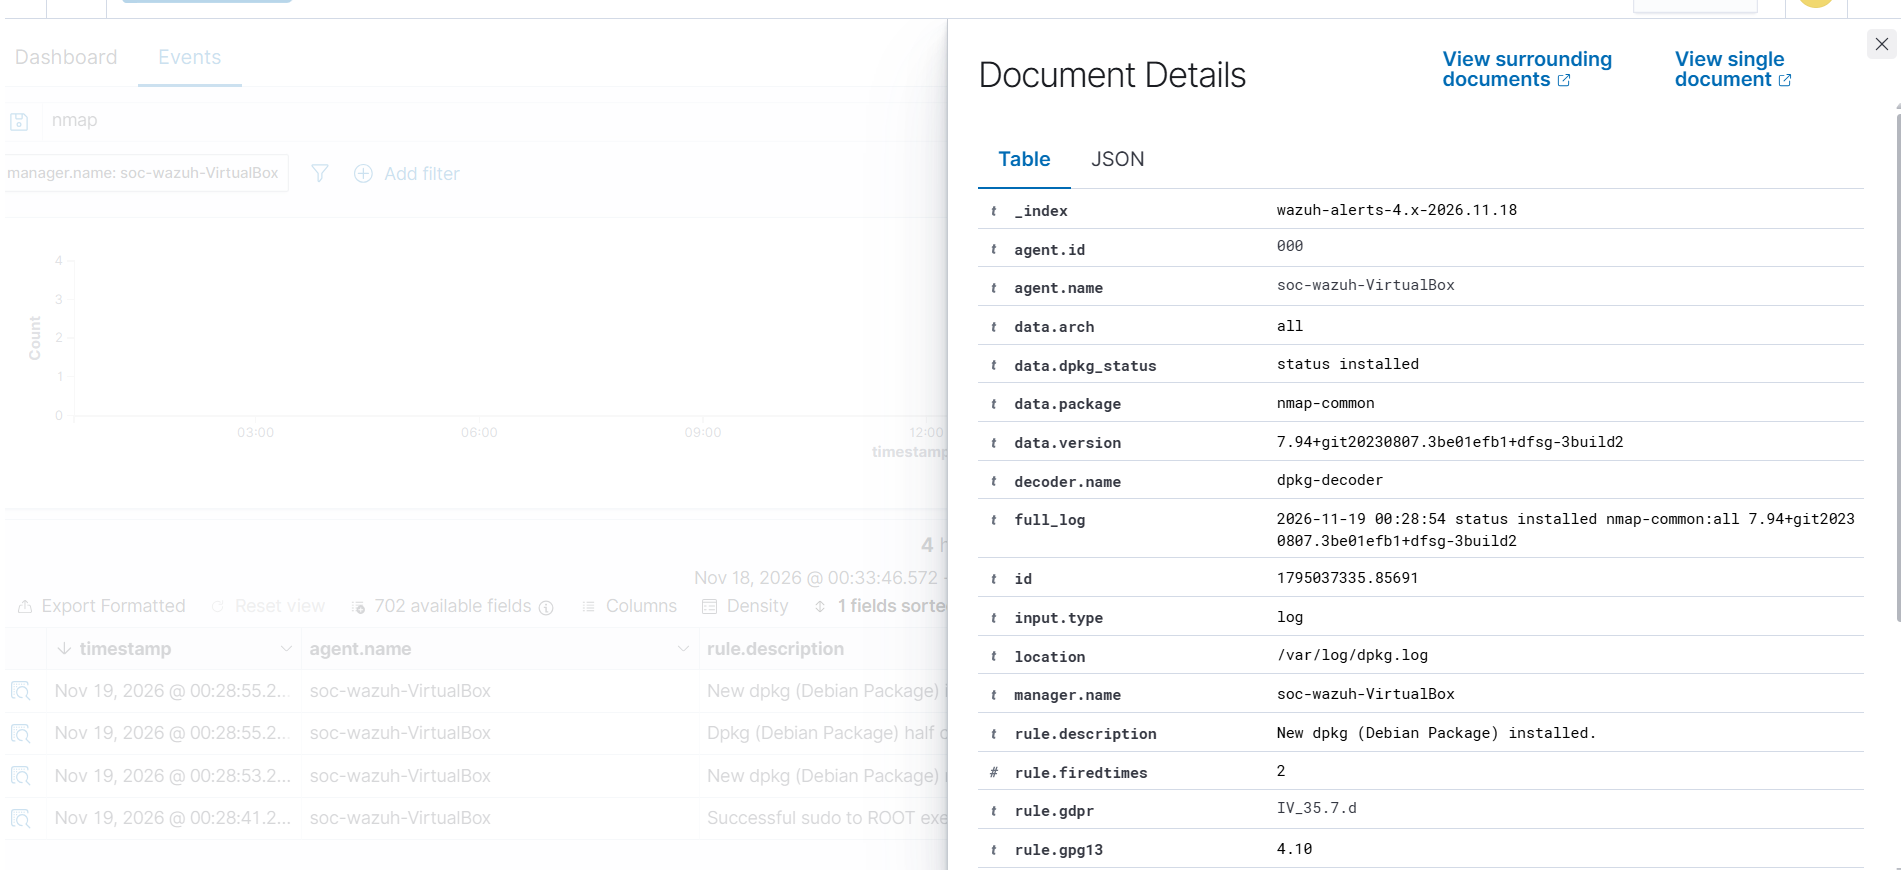 Dashboard
Events
nmap
manager.name: soc-wazuh-VirtualBox
Add filter
4
3
2
1
0
Count
03:00
06:00
09:00
12:00
timestamp
4
Nov 18, 2026 @ 00:33:46.572 -
Export Formatted
Reset view
702 available fields
Columns
Density
1 fields sorte
timestamp
agent.name
rule.description
Nov 19, 2026 @ 00:28:55.2... soc-wazuh-VirtualBox New dpkg (Debian Package) i
Nov 19, 2026 @ 00:28:55.2... soc-wazuh-VirtualBox Dpkg (Debian Package) half c
Nov 19, 2026 @ 00:28:53.2... soc-wazuh-VirtualBox New dpkg (Debian Package)
Nov 19, 2026 @ 00:28:41.2... soc-wazuh-VirtualBox Successful sudo to ROOT exe
Document Details
View surrounding
documents
View single
document
Table
JSON
t _index wazuh-alerts-4.x-2026.11.18
t agent.id 000
t agent.name soc-wazuh-VirtualBox
t data.arch all
t data.dpkg_status status installed
t data.package nmap-common
t data.version 7.94+git20230807.3be01efb1+dfsg-3build2
t decoder.name dpkg-decoder
t full_log 2026-11-19 00:28:54 status installed nmap-common:all 7.94+git2023
0807.3be01efb1+dfsg-3build2
t id 1795037335.85691
t input.type log
t location /var/log/dpkg.log
t manager.name soc-wazuh-VirtualBox
t rule.description New dpkg (Debian Package) installed.
# rule.firedtimes 2
t rule.gdpr IV_35.7.d
t rule.gpg13 4.10